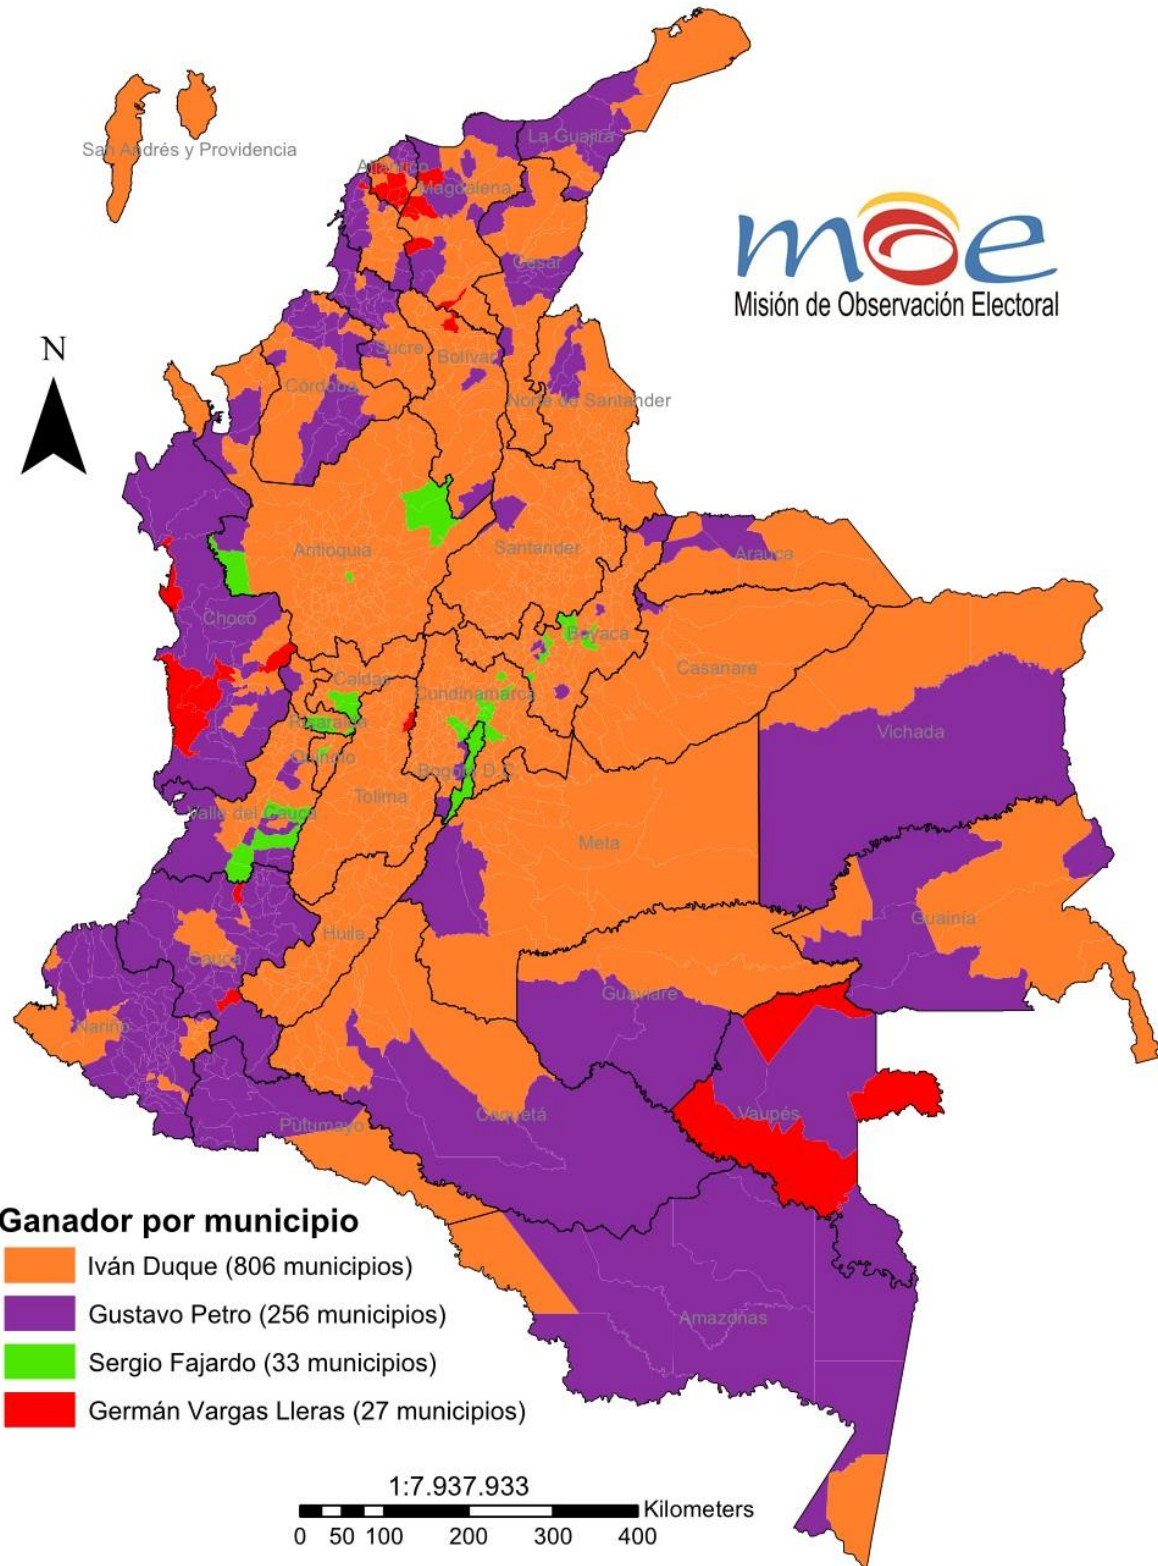 San Andrés y Providencia
La Guajira
Atlántico
Magdalena
moe
Misión de Observación Electoral
Cesar
N
Sucre
Bolívar
Córdoba
Norte de Santander
Antioquia
Santander
Arauca
Chocó
Boyacá
Casanare
Caldas
Cundinamarca
Risaralda
Vichada
Quindío
Bogotá D.C.
Tolima
Valle del Cauca
Meta
Guainía
Huila
Cauca
Guaviare
Nariño
Caquetá
Vaupés
Putumayo
Ganador por municipio
Iván Duque (806 municipios)
Gustavo Petro (256 municipios)
Amazonas
Sergio Fajardo (33 municipios)
Germán Vargas Lleras (27 municipios)
1:7.937.933
Kilometers
0 50 100 200 300 400